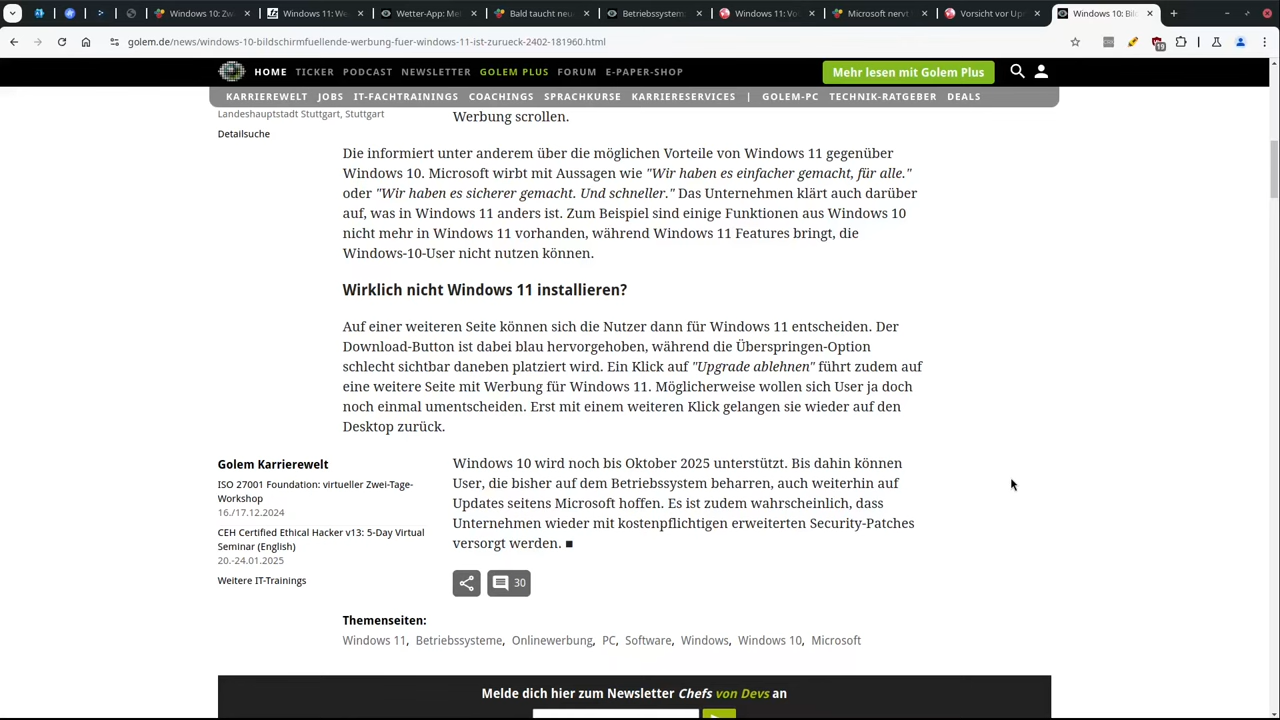 Windows 10: Zw
Windows 11: We
Wetter-App: Mei
Bald taucht neu
Betriebssystem
Windows 11: Vo
Microsoft nervt
Vorsicht vor Up
Windows 10: Bil
golem.de/news/windows-10-bildschirmfuellende-werbung-fuer-windows-11-ist-zurueck-2402-181960.html
19
HOME TICKER PODCAST NEWSLETTER GOLEM PLUS FORUM E-PAPER-SHOP
Mehr lesen mit Golem Plus
KARRIEREWELT JOBS IT-FACHTRAININGS COACHINGS SPRACHKURSE KARRIERESERVICES | GOLEM-PC TECHNIK-RATGEBER DEALS
Landeshauptstadt Stuttgart, Stuttgart
Detailsuche
Werbung scrollen.
Die informiert unter anderem über die möglichen Vorteile von Windows 11 gegenüber
Windows 10. Microsoft wirbt mit Aussagen wie "Wir haben es einfacher gemacht, für alle."
oder "Wir haben es sicherer gemacht. Und schneller." Das Unternehmen klärt auch darüber
auf, was in Windows 11 anders ist. Zum Beispiel sind einige Funktionen aus Windows 10
nicht mehr in Windows 11 vorhanden, während Windows 11 Features bringt, die
Windows-10-User nicht nutzen können.
Wirklich nicht Windows 11 installieren?
Auf einer weiteren Seite können sich die Nutzer dann für Windows 11 entscheiden. Der
Download-Button ist dabei blau hervorgehoben, während die Überspringen-Option
schlecht sichtbar daneben platziert wird. Ein Klick auf "Upgrade ablehnen" führt zudem auf
eine weitere Seite mit Werbung für Windows 11. Möglicherweise wollen sich User ja doch
noch einmal umentscheiden. Erst mit einem weiteren Klick gelangen sie wieder auf den
Desktop zurück.
Golem Karrierewelt
ISO 27001 Foundation: virtueller Zwei-Tage-
Workshop
16./17.12.2024
CEH Certified Ethical Hacker v13: 5-Day Virtual
Seminar (English)
20.-24.01.2025
Weitere IT-Trainings
Windows 10 wird noch bis Oktober 2025 unterstützt. Bis dahin können
User, die bisher auf dem Betriebssystem beharren, auch weiterhin auf
Updates seitens Microsoft hoffen. Es ist zudem wahrscheinlich, dass
Unternehmen wieder mit kostenpflichtigen erweiterten Security-Patches
versorgt werden. ■
30
Themenseiten:
Windows 11, Betriebssysteme, Onlinewerbung, PC, Software, Windows, Windows 10, Microsoft
Melde dich hier zum Newsletter Chefs von Devs an